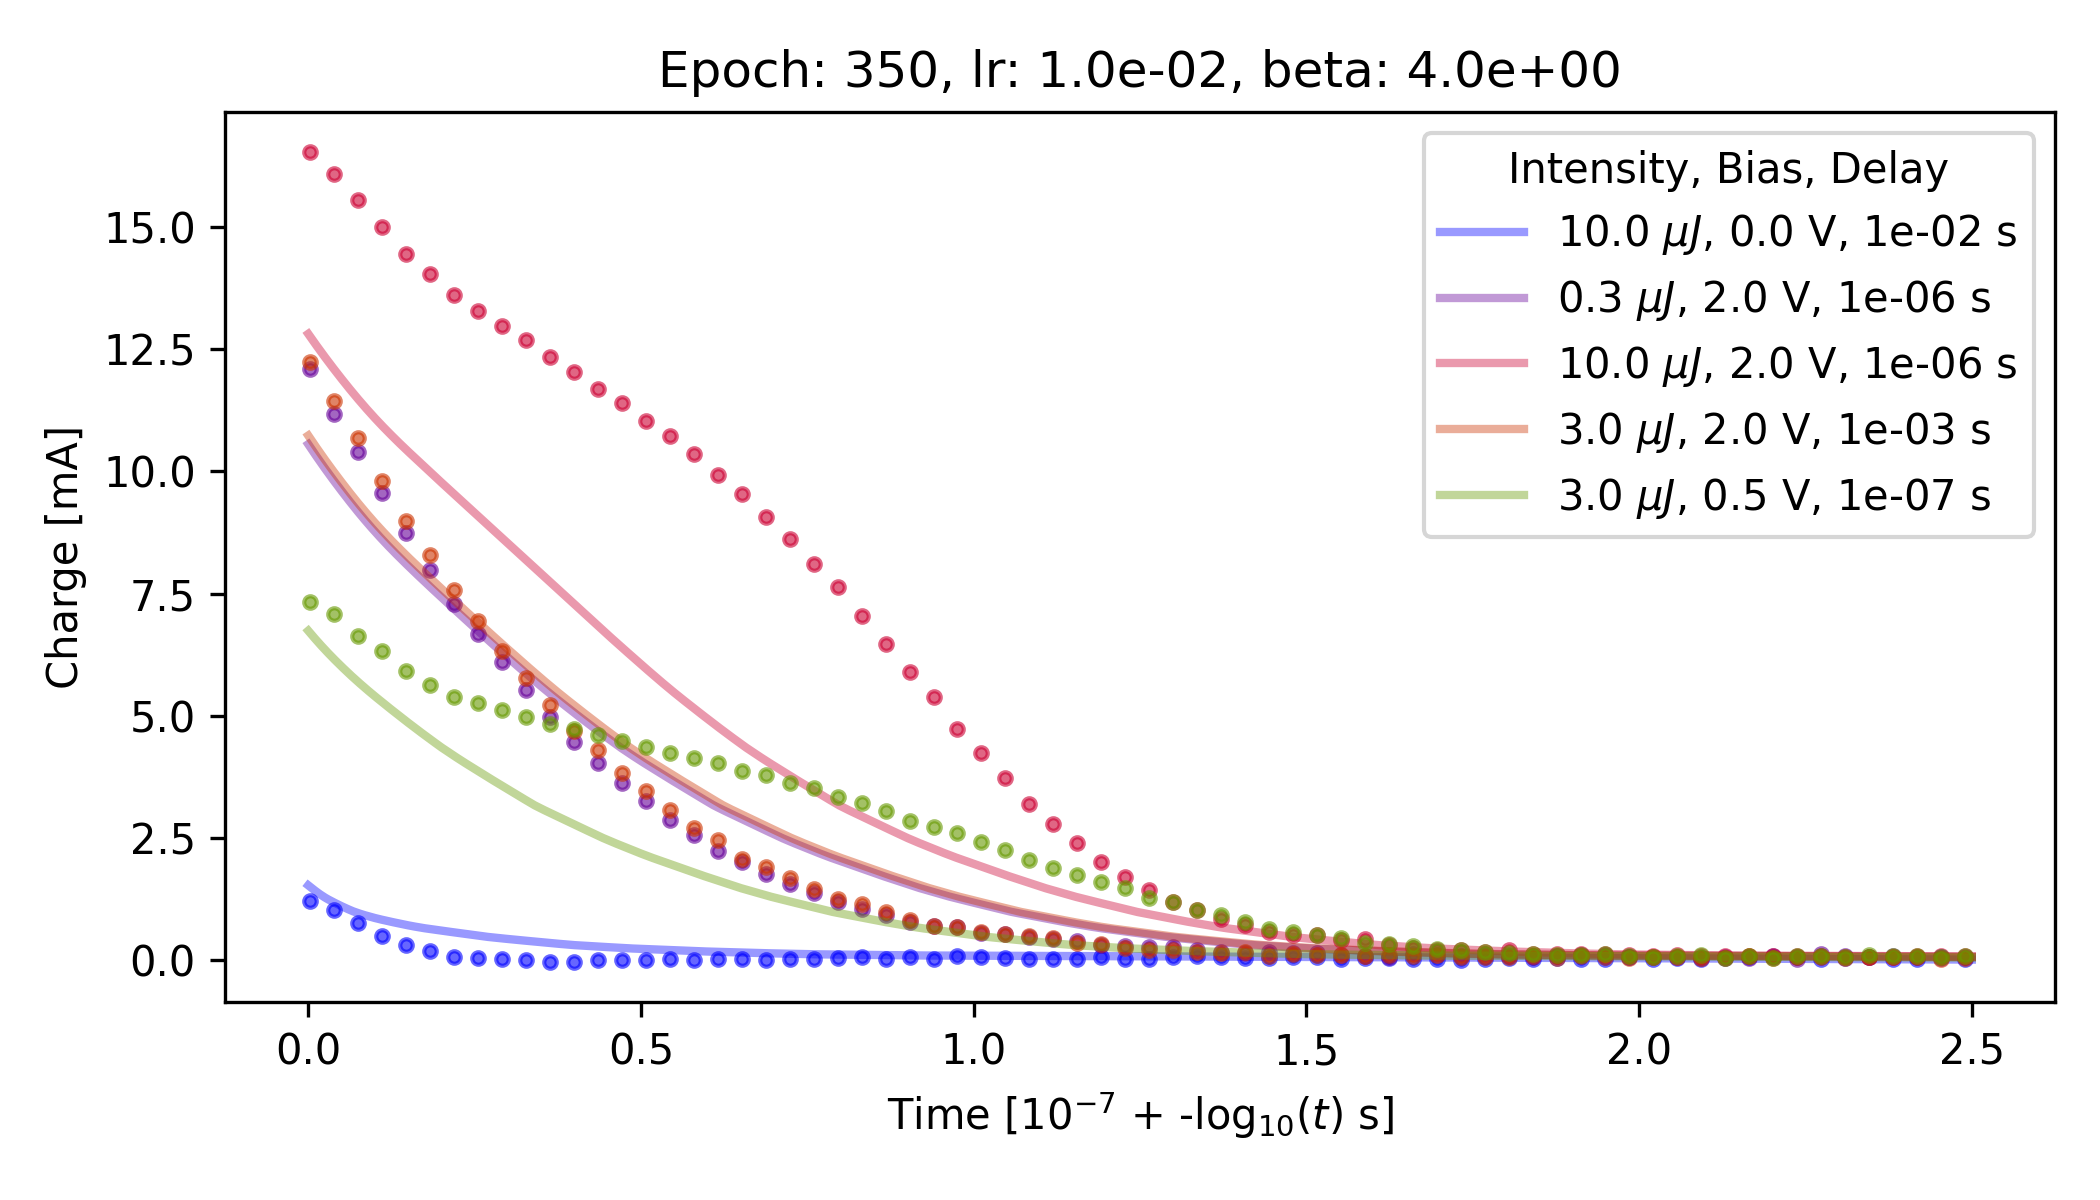 Epoch: 350, lr: 1.0e-02, beta: 4.0e+00
Intensity, Bias, Delay
10.0 μJ, 0.0 V, 1e-02 s
0.3 μJ, 2.0 V, 1e-06 s
10.0 μJ, 2.0 V, 1e-06 s
3.0 μJ, 2.0 V, 1e-03 s
3.0 μJ, 0.5 V, 1e-07 s
Charge [mA]
15.0
12.5
10.0
7.5
5.0
2.5
0.0
0.0 0.5 1.0 1.5 2.0 2.5
Time [10⁻⁷ + -log₁₀(t) s]